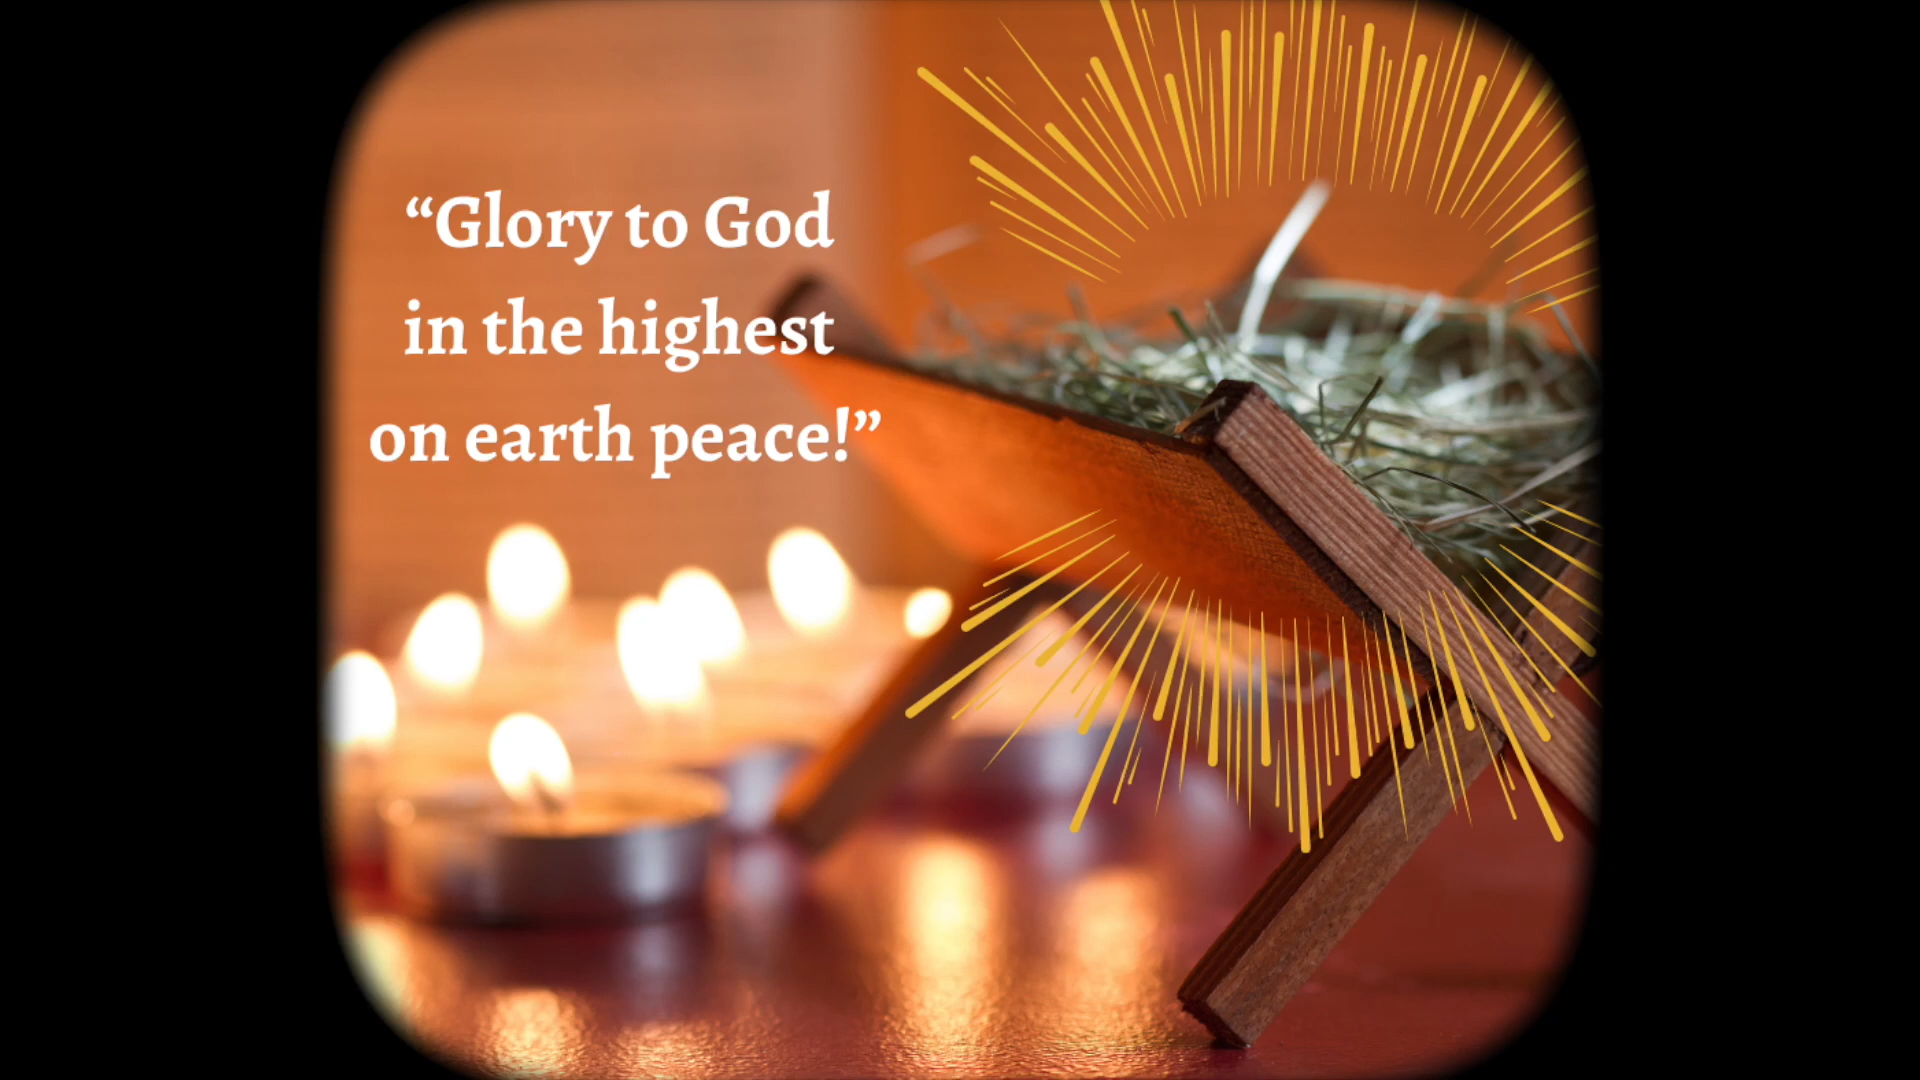 “Glory to God
in the highest
on earth peace!”